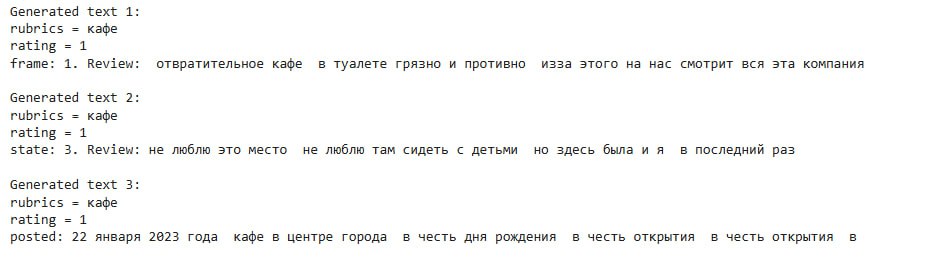 Generated text 1:
rubrics = кафе
rating = 1
frame: 1. Review:  отвратительное кафе  в туалете грязно и противно  изза этого на нас смотрит вся эта компания

Generated text 2:
rubrics = кафе
rating = 1
state: 3. Review: не люблю это место  не люблю там сидеть с детьми  но здесь была и я  в последний раз

Generated text 3:
rubrics = кафе
rating = 1
posted: 22 января 2023 года  кафе в центре города  в честь дня рождения  в честь открытия  в честь открытия  в